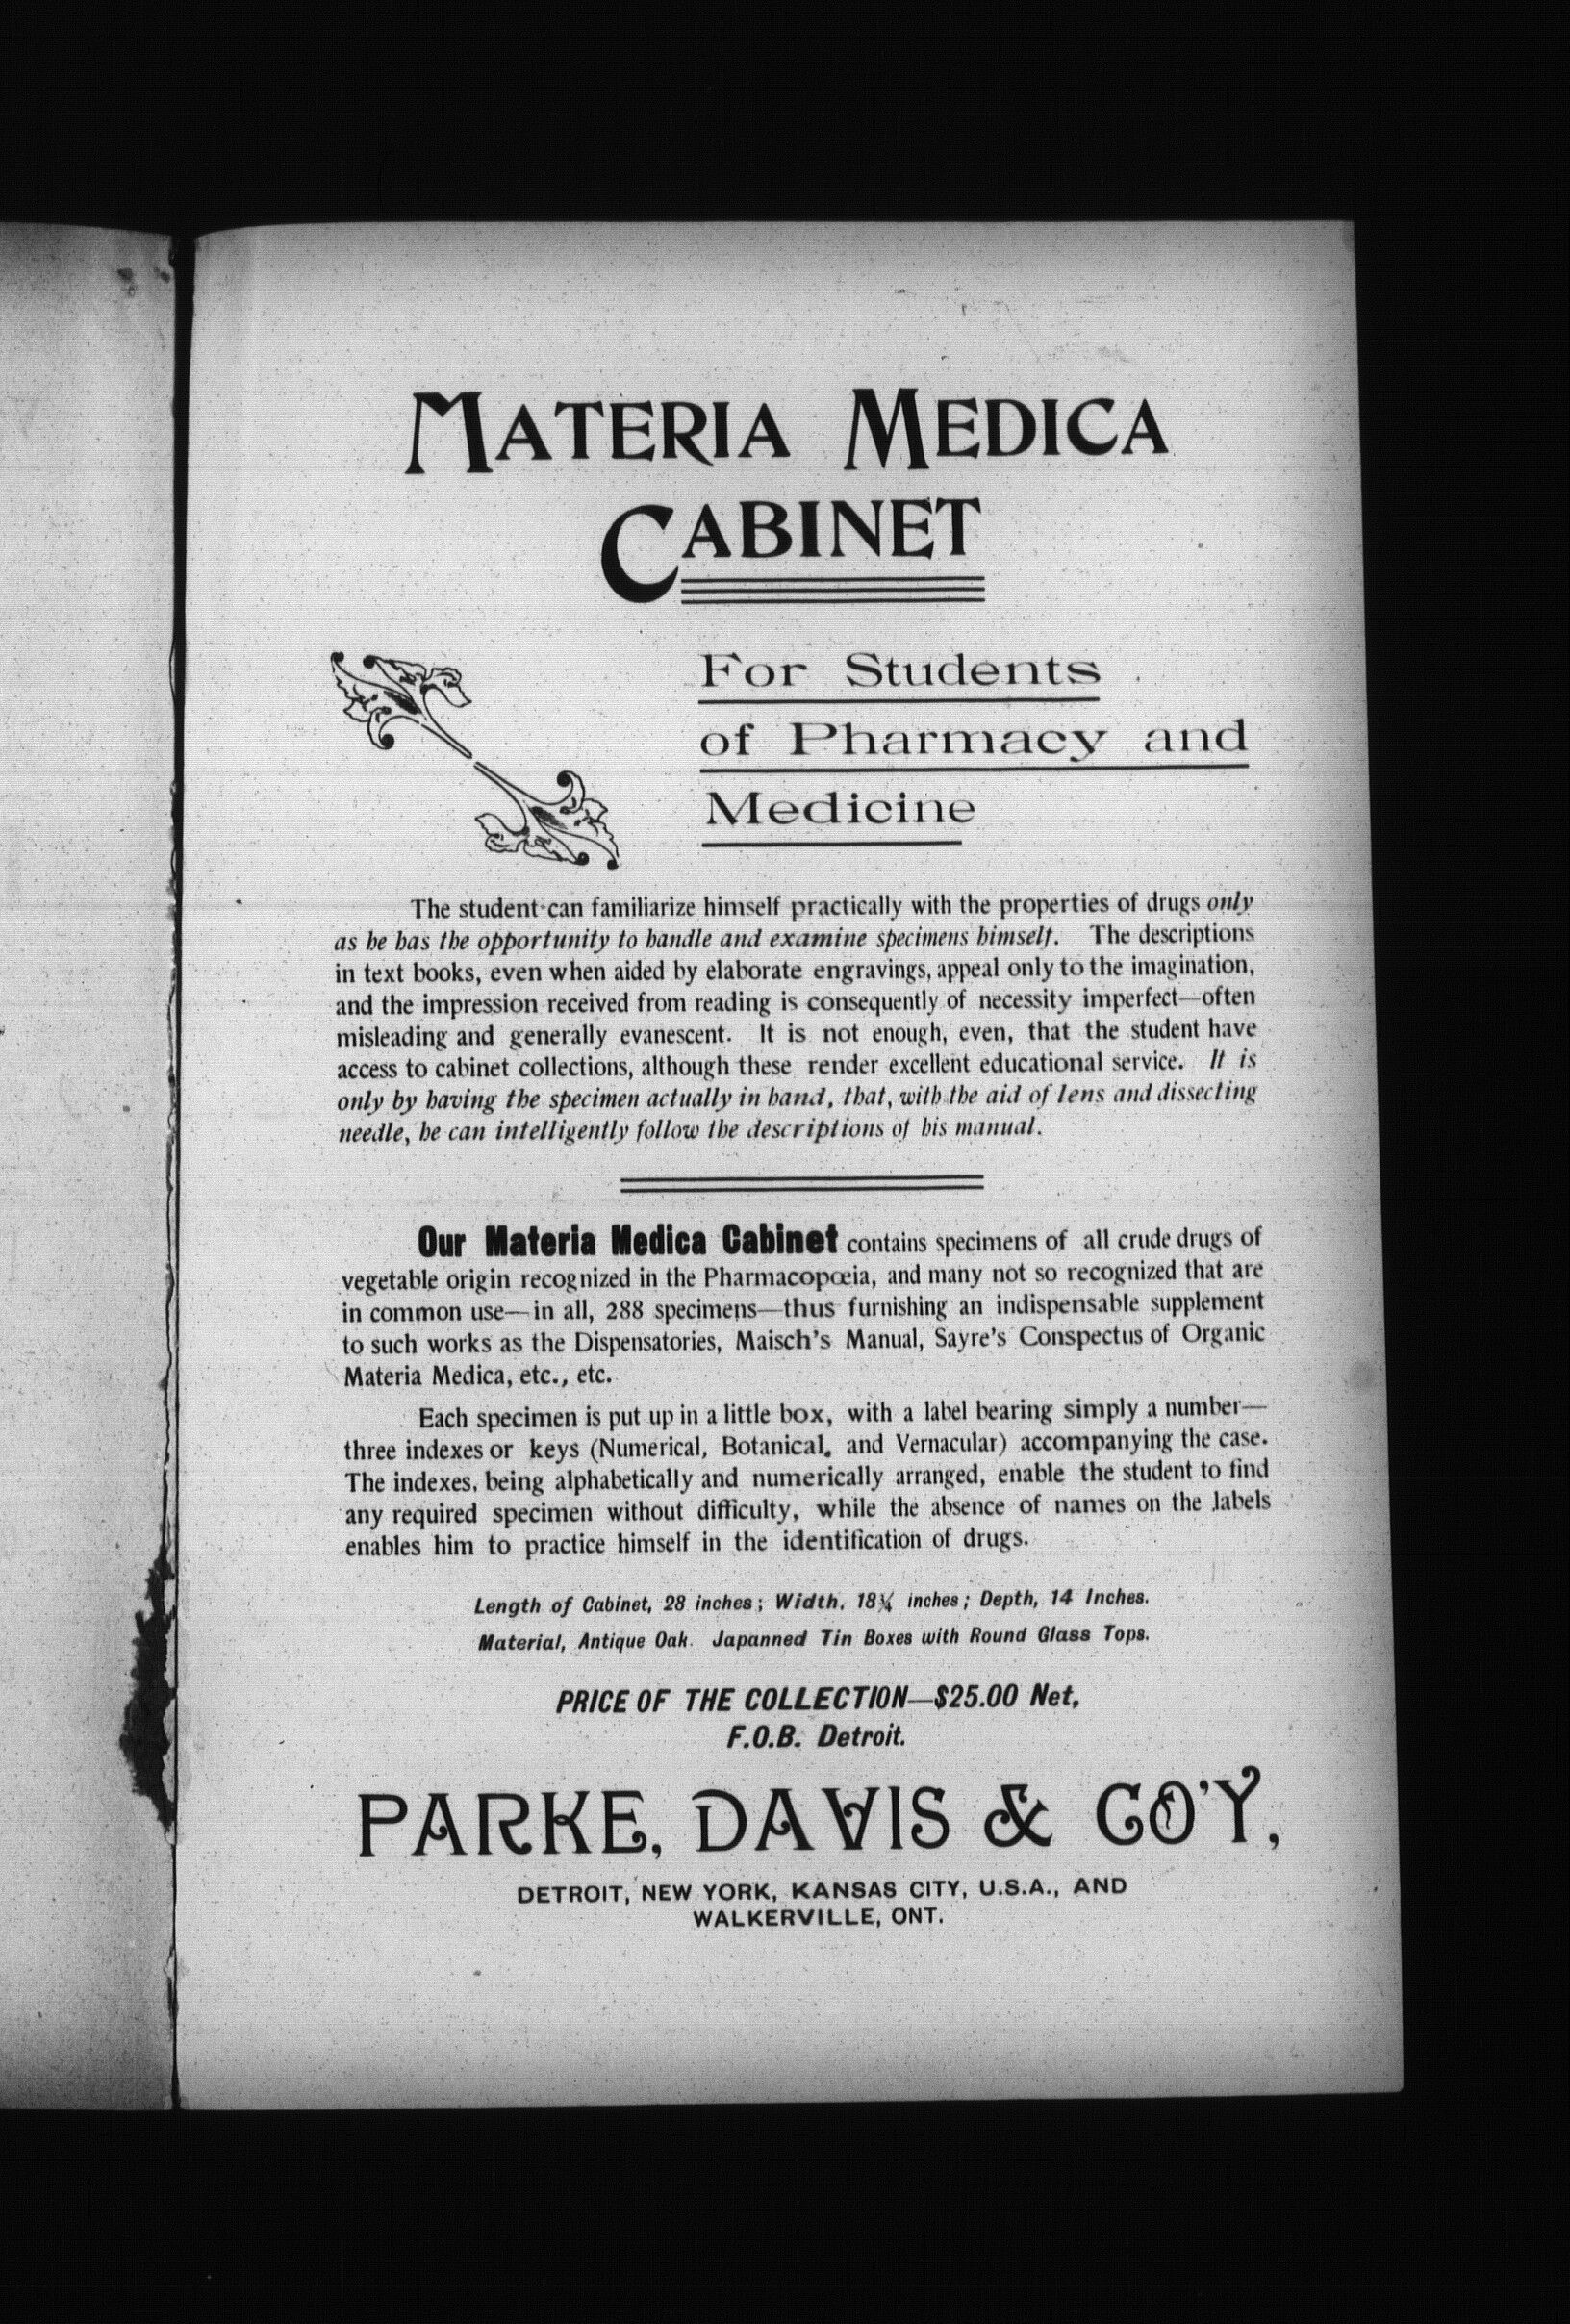 MATERIA MEDICA
CABINET
For Students
of Pharmacy and
Medicine
The student can familiarize himself practically with the properties of drugs only
as he has the opportunity to handle and examine specimens himself. The descriptions
in text books, even when aided by elaborate engravings, appeal only to the imagination,
and the impression received from reading is consequently of necessity imperfect—often
misleading and generally evanescent. It is not enough, even, that the student have
access to cabinet collections, although these render excellent educational service. It is
only by having the specimen actually in hand, that, with the aid of lens and dissecting
needle, he can intelligently follow the descriptions of his manual.
Our Materia Medica Cabinet contains specimens of all crude drugs of
vegetable origin recognized in the Pharmacopœia, and many not so recognized that are
in common use—in all, 288 specimens—thus furnishing an indispensable supplement
to such works as the Dispensatories, Maisch's Manual, Sayre's Conspectus of Organic
Materia Medica, etc., etc.
Each specimen is put up in a little box, with a label bearing simply a number—
three indexes or keys (Numerical, Botanical, and Vernacular) accompanying the case.
The indexes, being alphabetically and numerically arranged, enable the student to find
any required specimen without difficulty, while the absence of names on the labels
enables him to practice himself in the identification of drugs.
Length of Cabinet, 28 inches; Width, 18¾ inches; Depth, 14 Inches.
Material, Antique Oak. Japanned Tin Boxes with Round Glass Tops.
PRICE OF THE COLLECTION—$25.00 Net,
F.O.B. Detroit.
PARKE, DAVIS & CO'Y,
DETROIT, NEW YORK, KANSAS CITY, U.S.A., AND
WALKERVILLE, ONT.